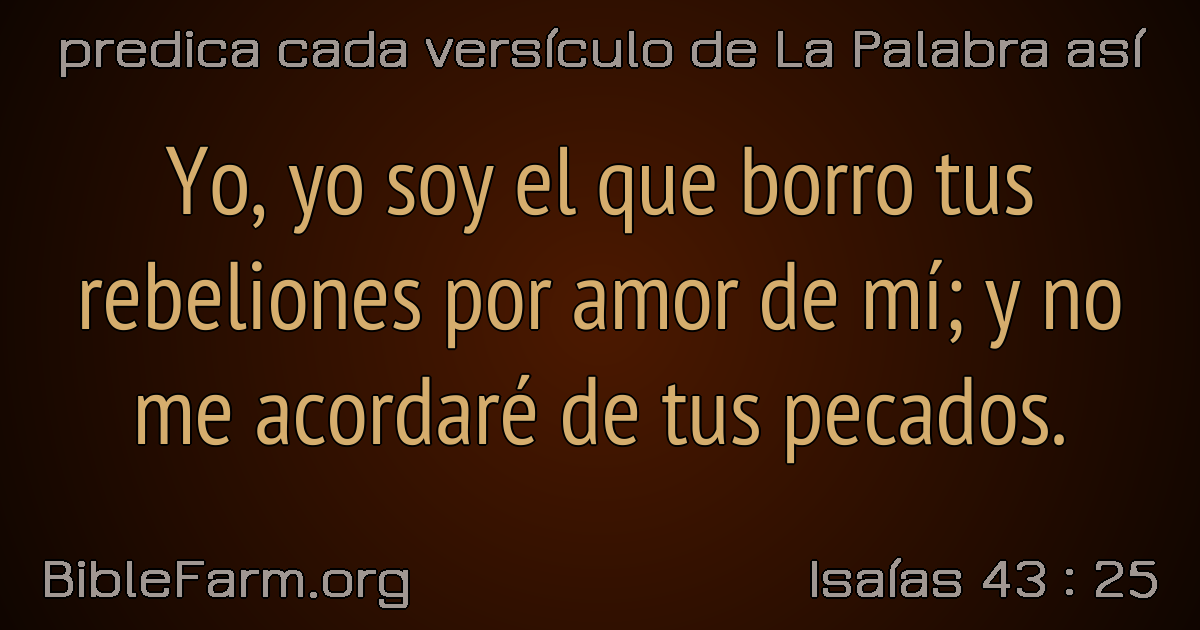 predica cada versículo de La Palabra así
Yo, yo soy el que borro tus
rebeliones por amor de mí; y no
me acordaré de tus pecados.
BibleFarm.org
Isaías 43 : 25